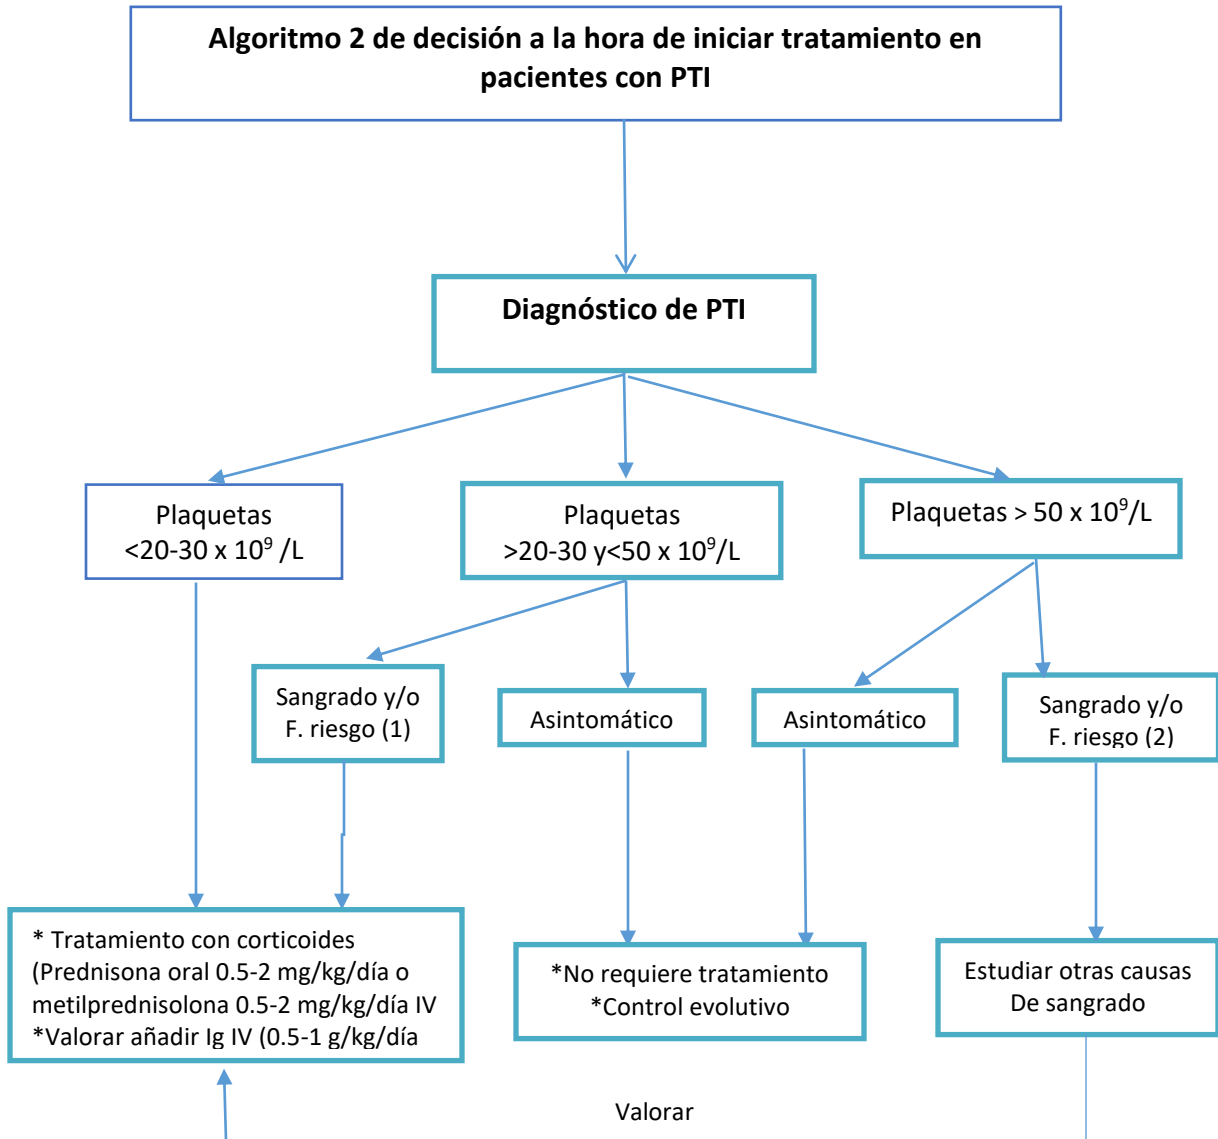 Algoritmo 2 de decisión a la hora de iniciar tratamiento en
pacientes con PTI
Diagnóstico de PTI
Plaquetas
<20-30 x 10⁹ /L
Plaquetas
>20-30 y<50 x 10⁹/L
Plaquetas > 50 x 10⁹/L
Sangrado y/o
F. riesgo (1)
Asintomático
Asintomático
Sangrado y/o
F. riesgo (2)
* Tratamiento con corticoides
(Prednisona oral 0.5-2 mg/kg/día o
metilprednisolona 0.5-2 mg/kg/día IV
*Valorar añadir Ig IV (0.5-1 g/kg/día
*No requiere tratamiento
*Control evolutivo
Estudiar otras causas
De sangrado
Valorar